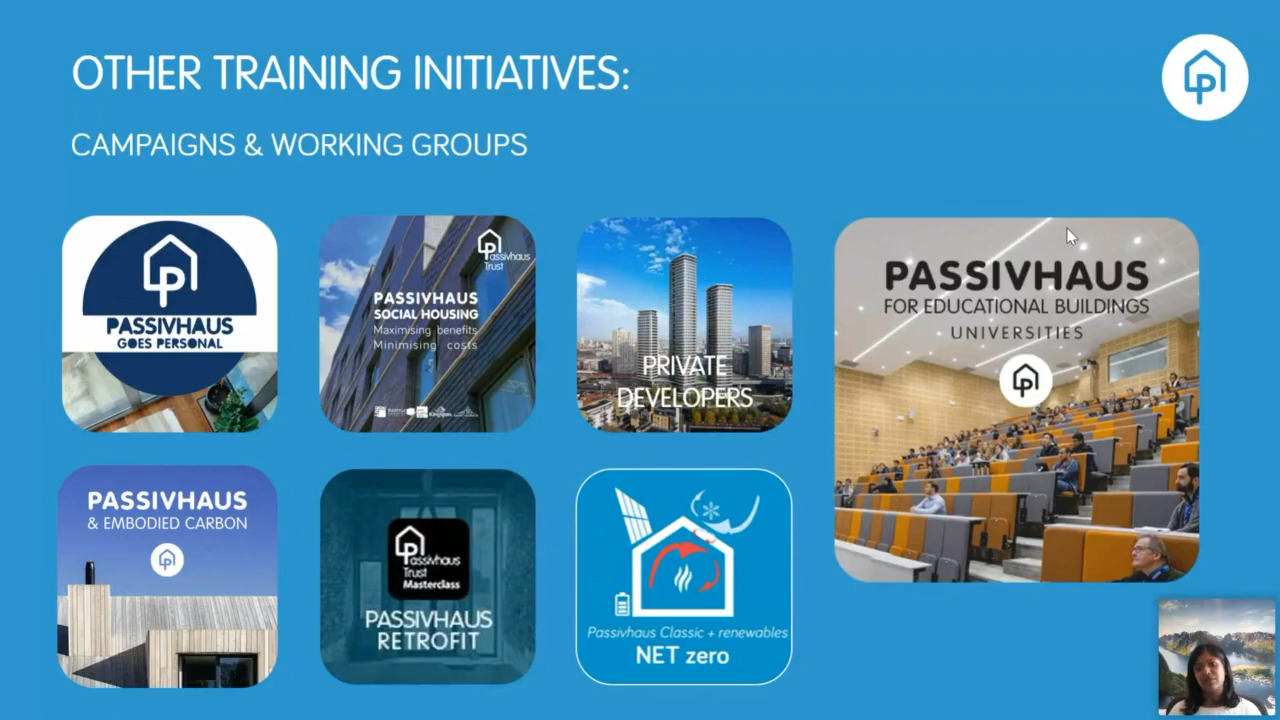 OTHER TRAINING INITIATIVES:
CAMPAIGNS & WORKING GROUPS
PASSIVHAUS
GOES PERSONAL
Passivhaus
Trust
PASSIVHAUS
SOCIAL HOUSING
Maximising benefits
Minimising costs
PRIVATE
DEVELOPERS
PASSIVHAUS
FOR EDUCATIONAL BUILDINGS
UNIVERSITIES
PASSIVHAUS
& EMBODIED CARBON
Passivhaus
Trust
Masterclass
PASSIVHAUS
RETROFIT
Passivhaus Classic + renewables
NET zero